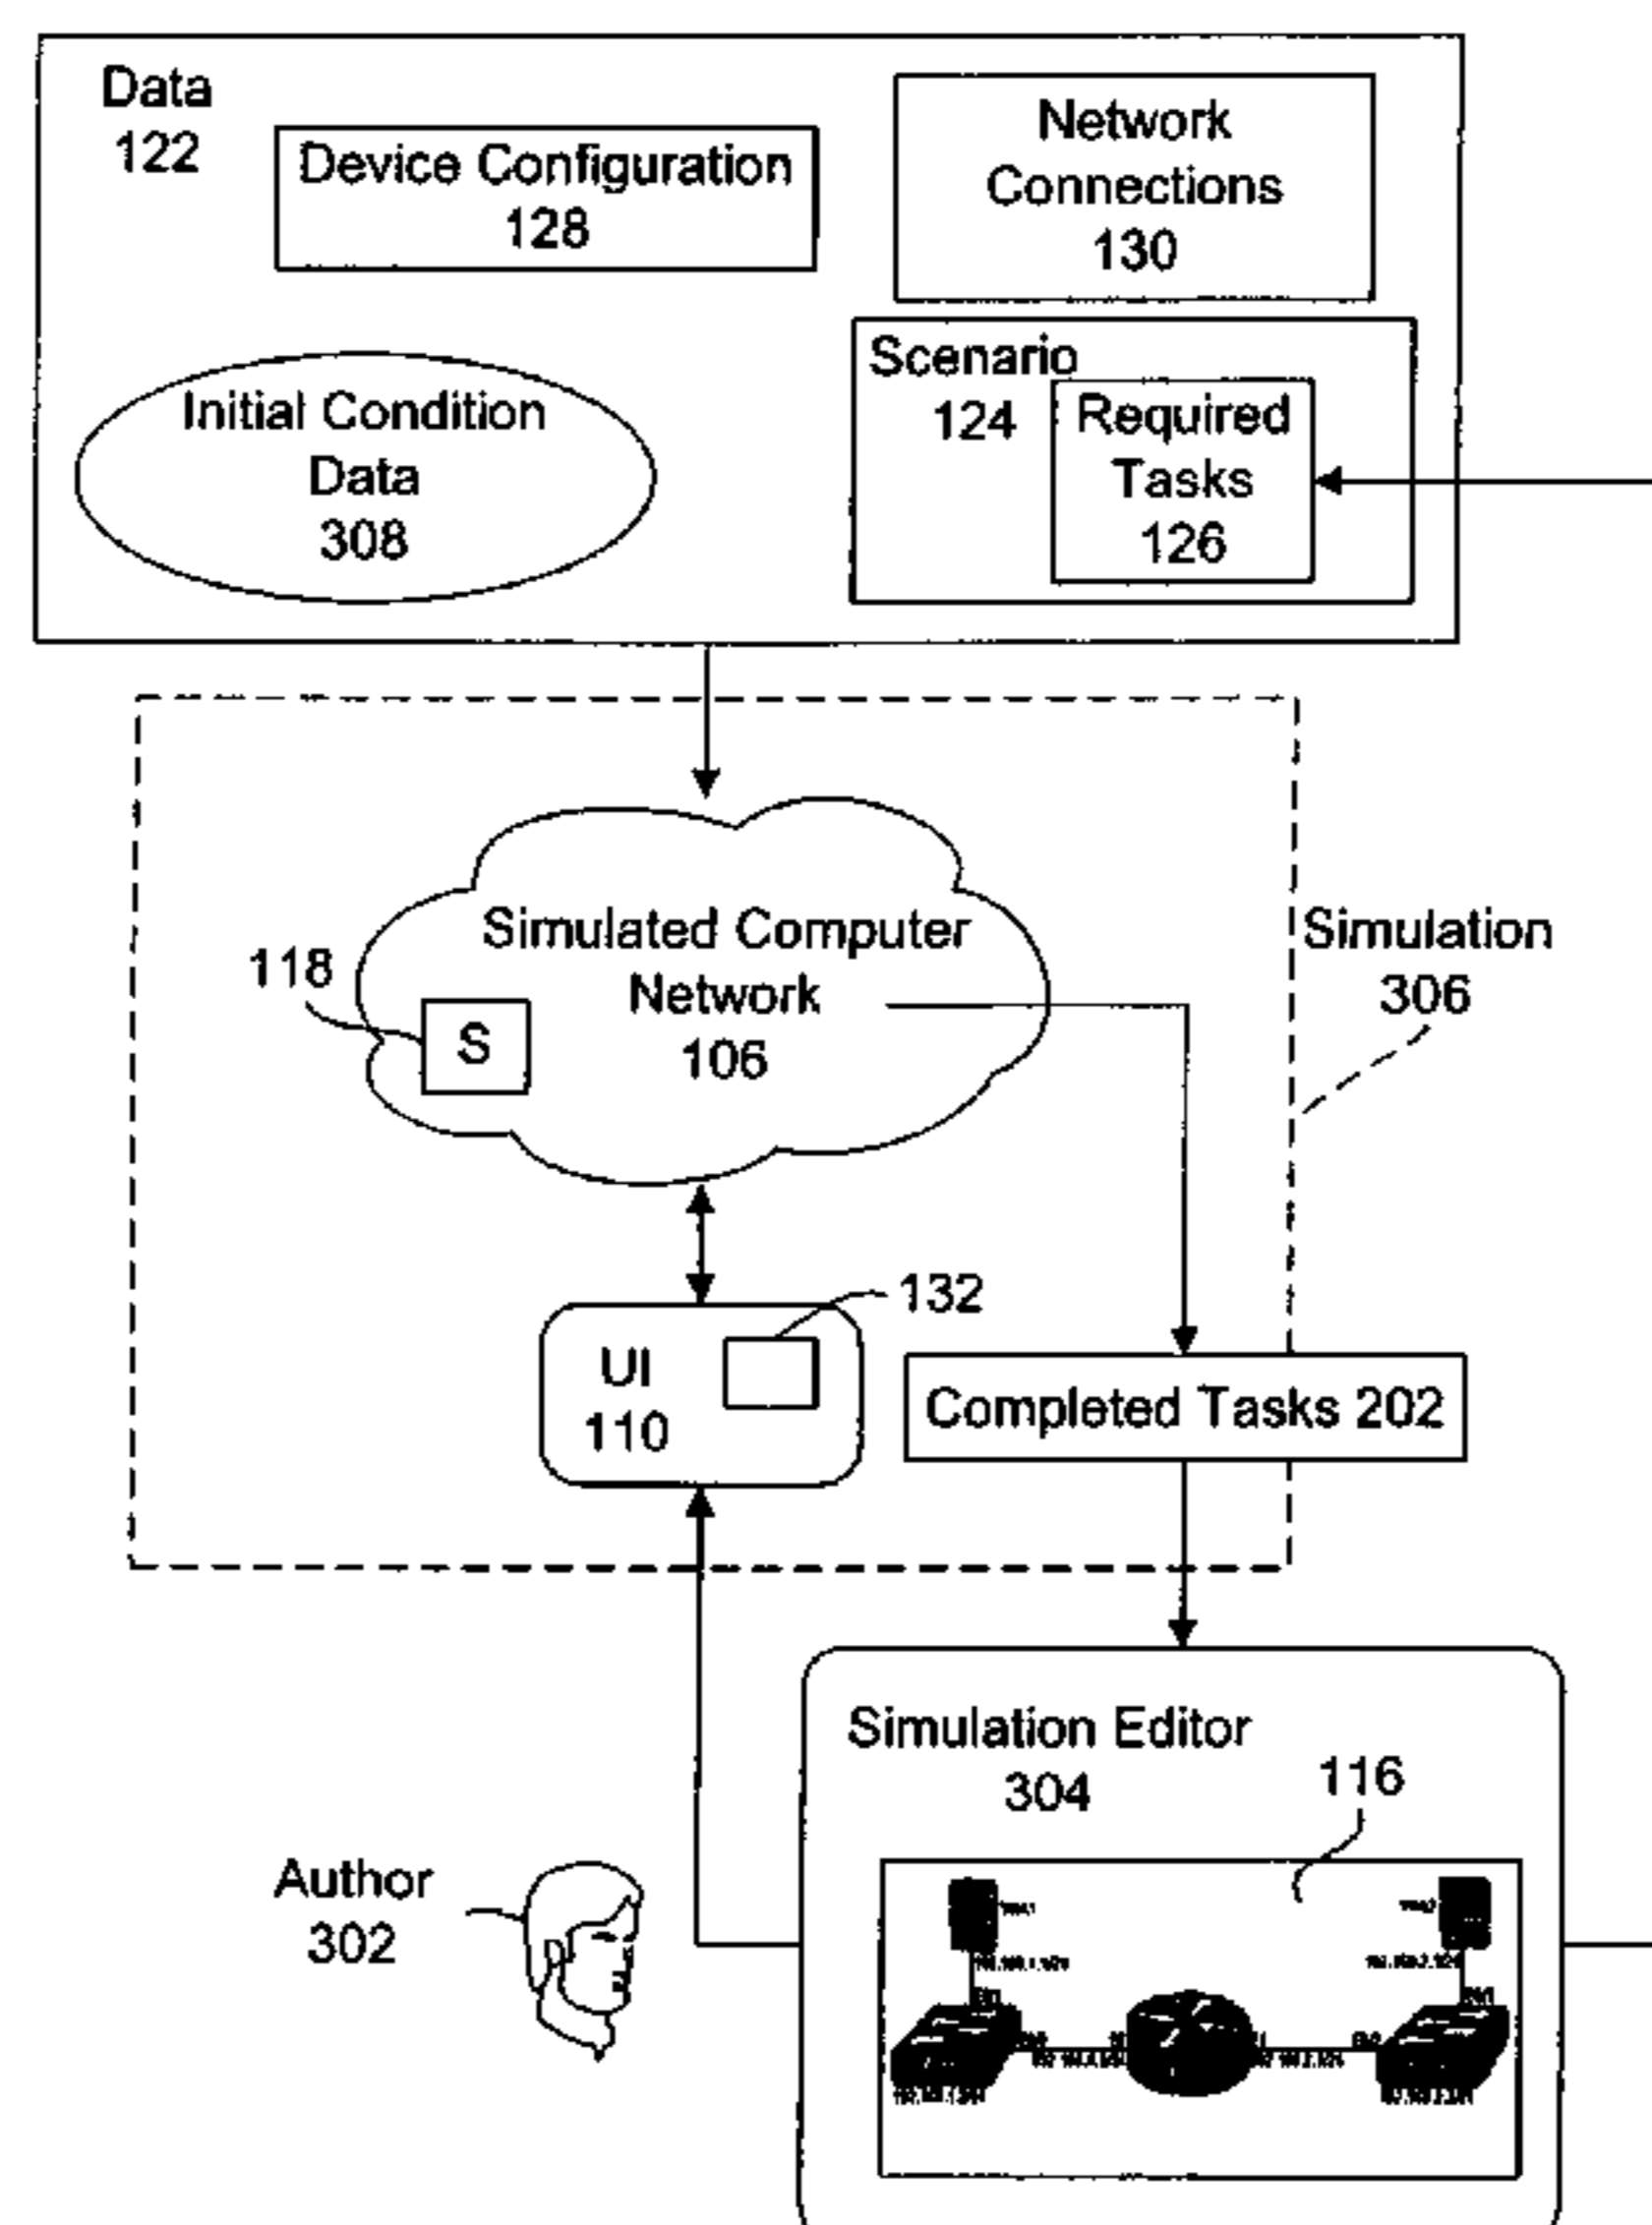 Data
122
Device Configuration
128
Network
Connections
130
Initial Condition
Data
308
Scenario
124
Required
Tasks
126
Simulated Computer
Network
106
118
S
Simulation
306
132
UI
110
Completed Tasks 202
Simulation Editor
304
116
Author
302